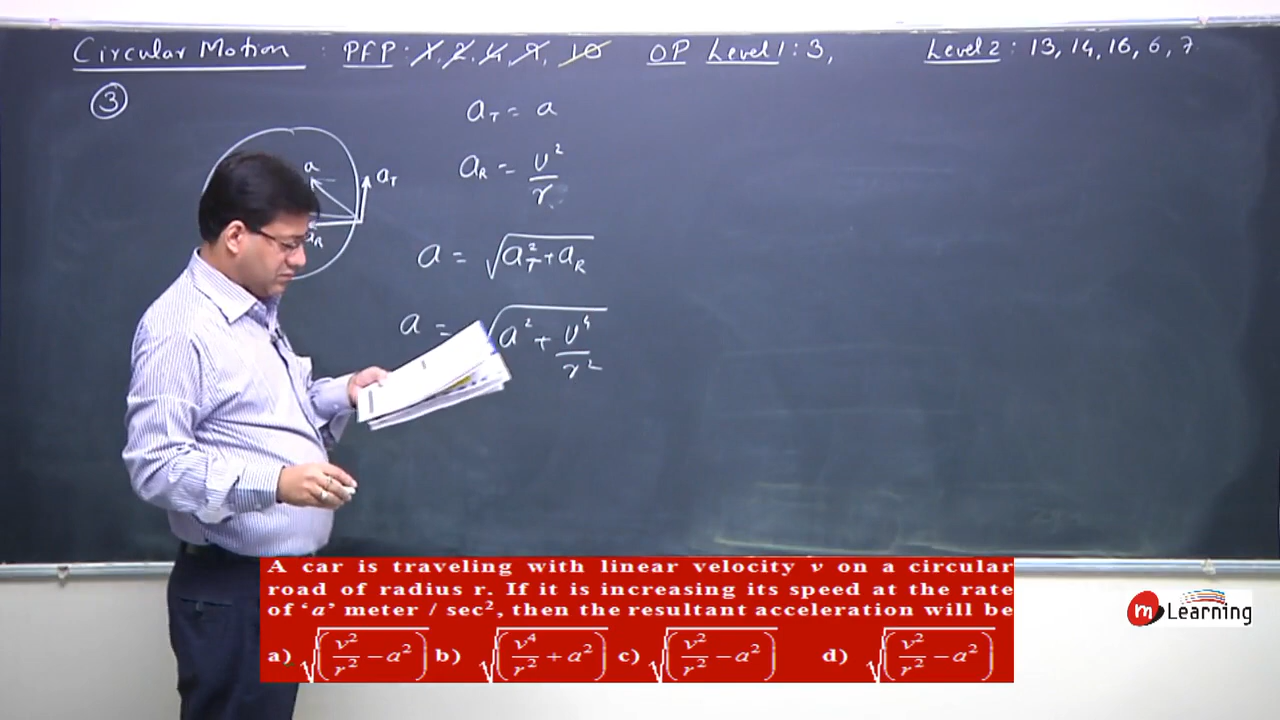 Circular Motion : PFP : 1, 2, 4, 9, 10 OP Level 1 : 3, Level 2 : 13, 14, 16, 6, 7
3
a_T = a
a_R = v²/r
a
a_T
a_R
a = √(a_T² + a_R)
a = √(a² + v⁴/r²)
A car is traveling with linear velocity v on a circular
road of radius r. If it is increasing its speed at the rate
of ‘a’ meter / sec², then the resultant acceleration will be
a) √(v²/r² − a²) b) √(v⁴/r² + a²) c) √(v²/r² − a²) d) √(v²/r² − a²)
m Learning